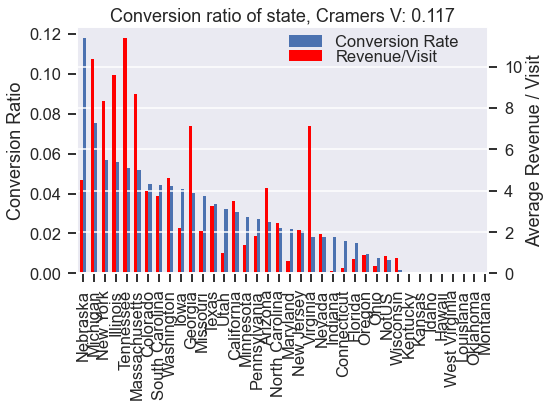 Conversion ratio of state, Cramers V: 0.117
Conversion Rate
Revenue/Visit
Conversion Ratio
0.12
0.10
0.08
0.06
0.04
0.02
0.00
10
8
6
4
2
0
Average Revenue / Visit
Nebraska
Michigan
New York
Illinois
Tennessee
Massachusetts
Colorado
South Carolina
Washington
Iowa
Georgia
Missouri
Texas
Utah
California
Minnesota
Pennsylvania
Arizona
North Carolina
Maryland
New Jersey
Virginia
Nevada
Indiana
Connecticut
Florida
Oregon
Ohio
NotUS
Wisconsin
Kentucky
Kansas
Idaho
Hawaii
West Virginia
Louisiana
Oklahoma
Montana